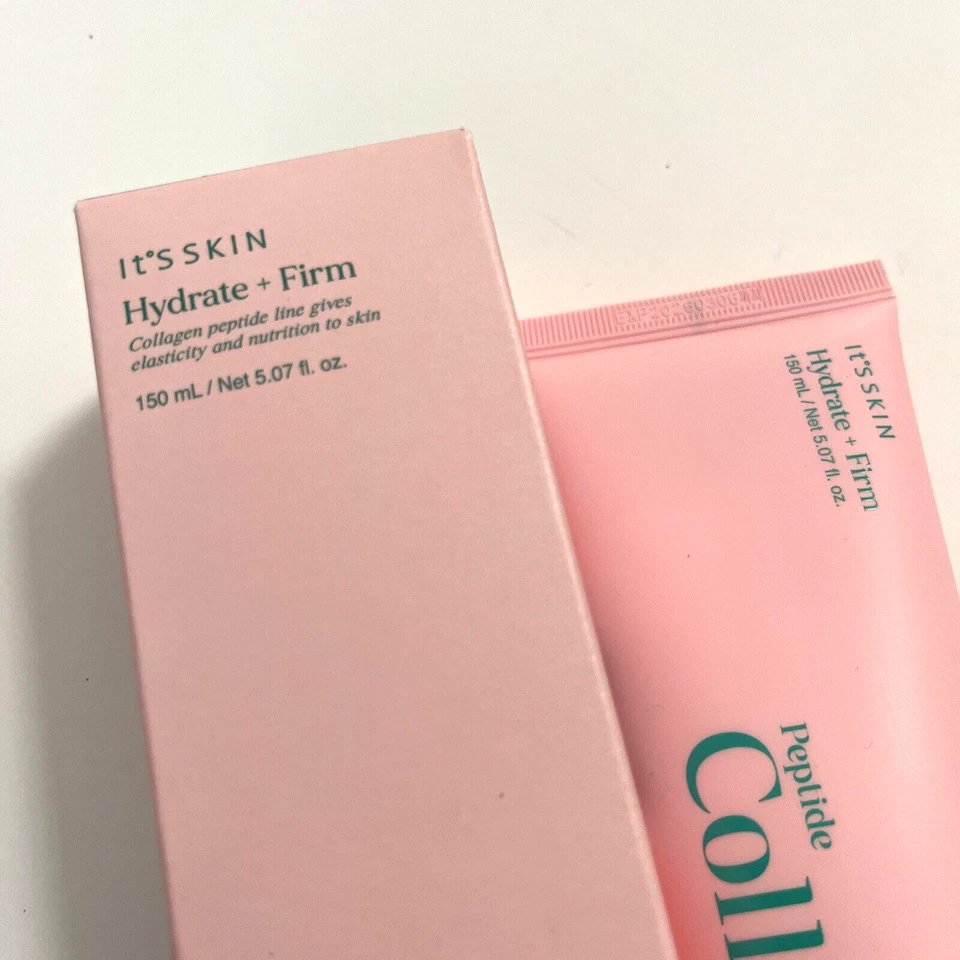 It'S SKIN
Hydrate + Firm
Collagen peptide line gives
elasticity and nutrition to skin
150 mL / Net 5.07 fl. oz.
It'S SKIN
Hydrate + Firm
150 mL / Net 5.07 fl. oz.
Peptide
Coll